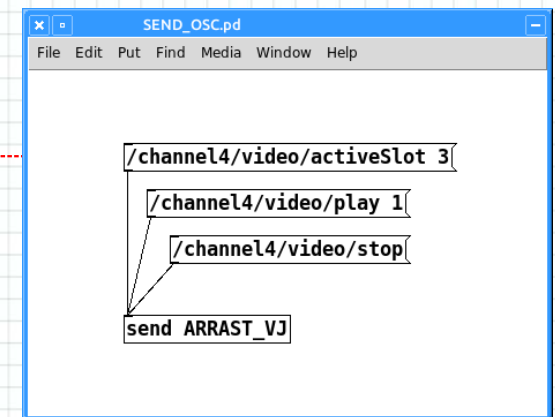 SEND_OSC.pd
File Edit Put Find Media Window Help
/channel4/video/activeSlot 3
/channel4/video/play 1
/channel4/video/stop
send ARRAST_VJ